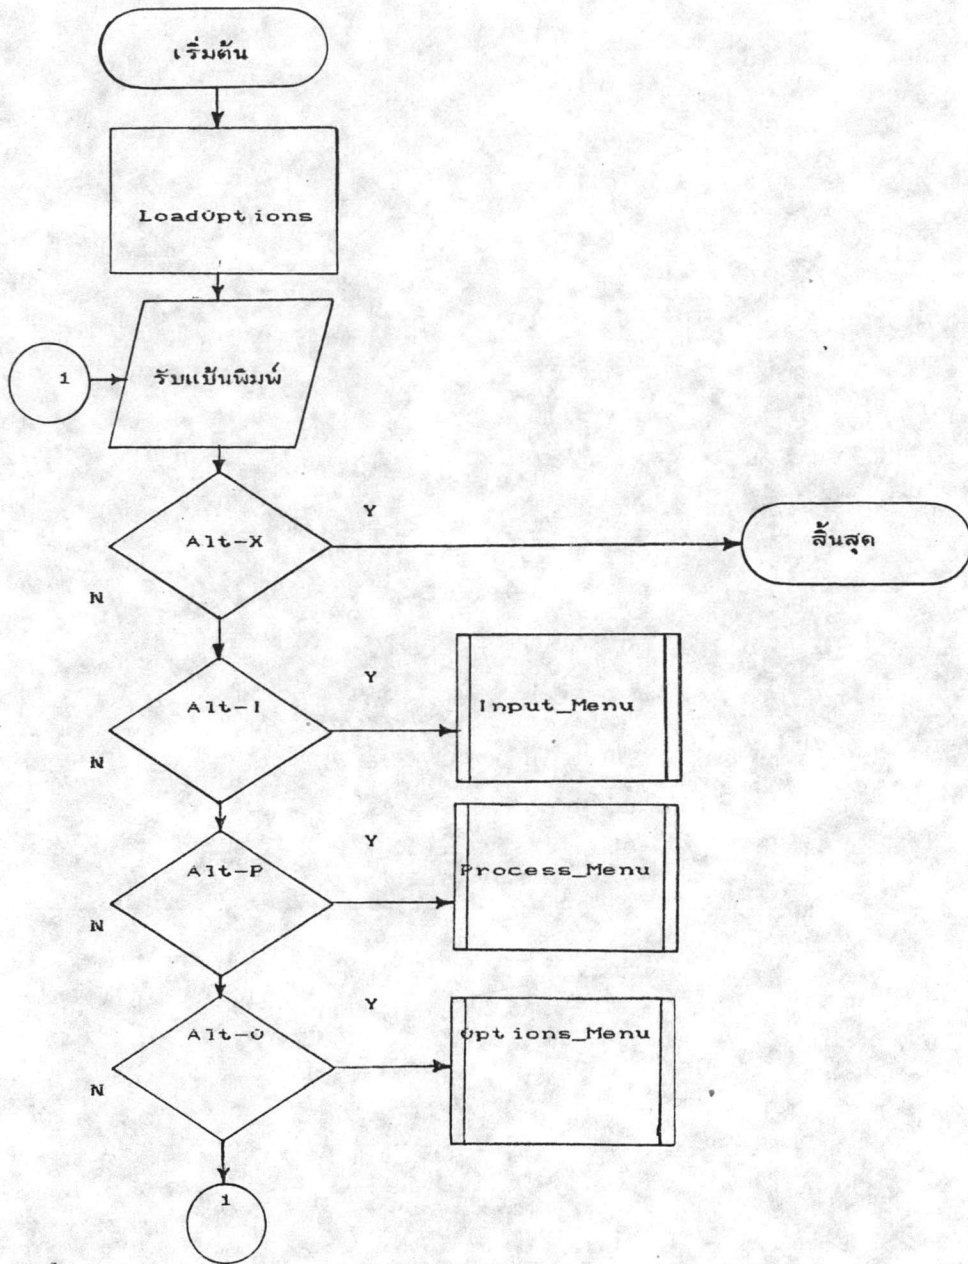 เริ่มต้น
LoadOptions
1
รับแป้นพิมพ์
Alt-X
Y
สิ้นสุด
N
Alt-I
Y
Input_Menu
N
Alt-P
Y
Process_Menu
N
Alt-O
Y
Options_Menu
N
1